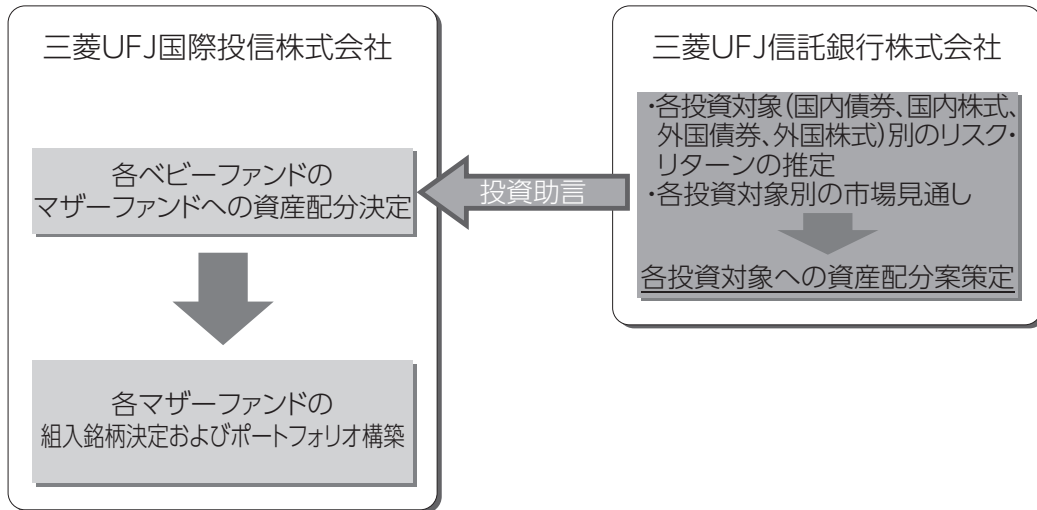 三菱UFJ国際投信株式会社
各ベビーファンドの
マザーファンドへの資産配分決定
各マザーファンドの
組入銘柄決定およびポートフォリオ構築
投資助言
三菱UFJ信託銀行株式会社
・各投資対象(国内債券、国内株式、
外国債券、外国株式)別のリスク・
リターンの推定
・各投資対象別の市場見通し
各投資対象への資産配分案策定